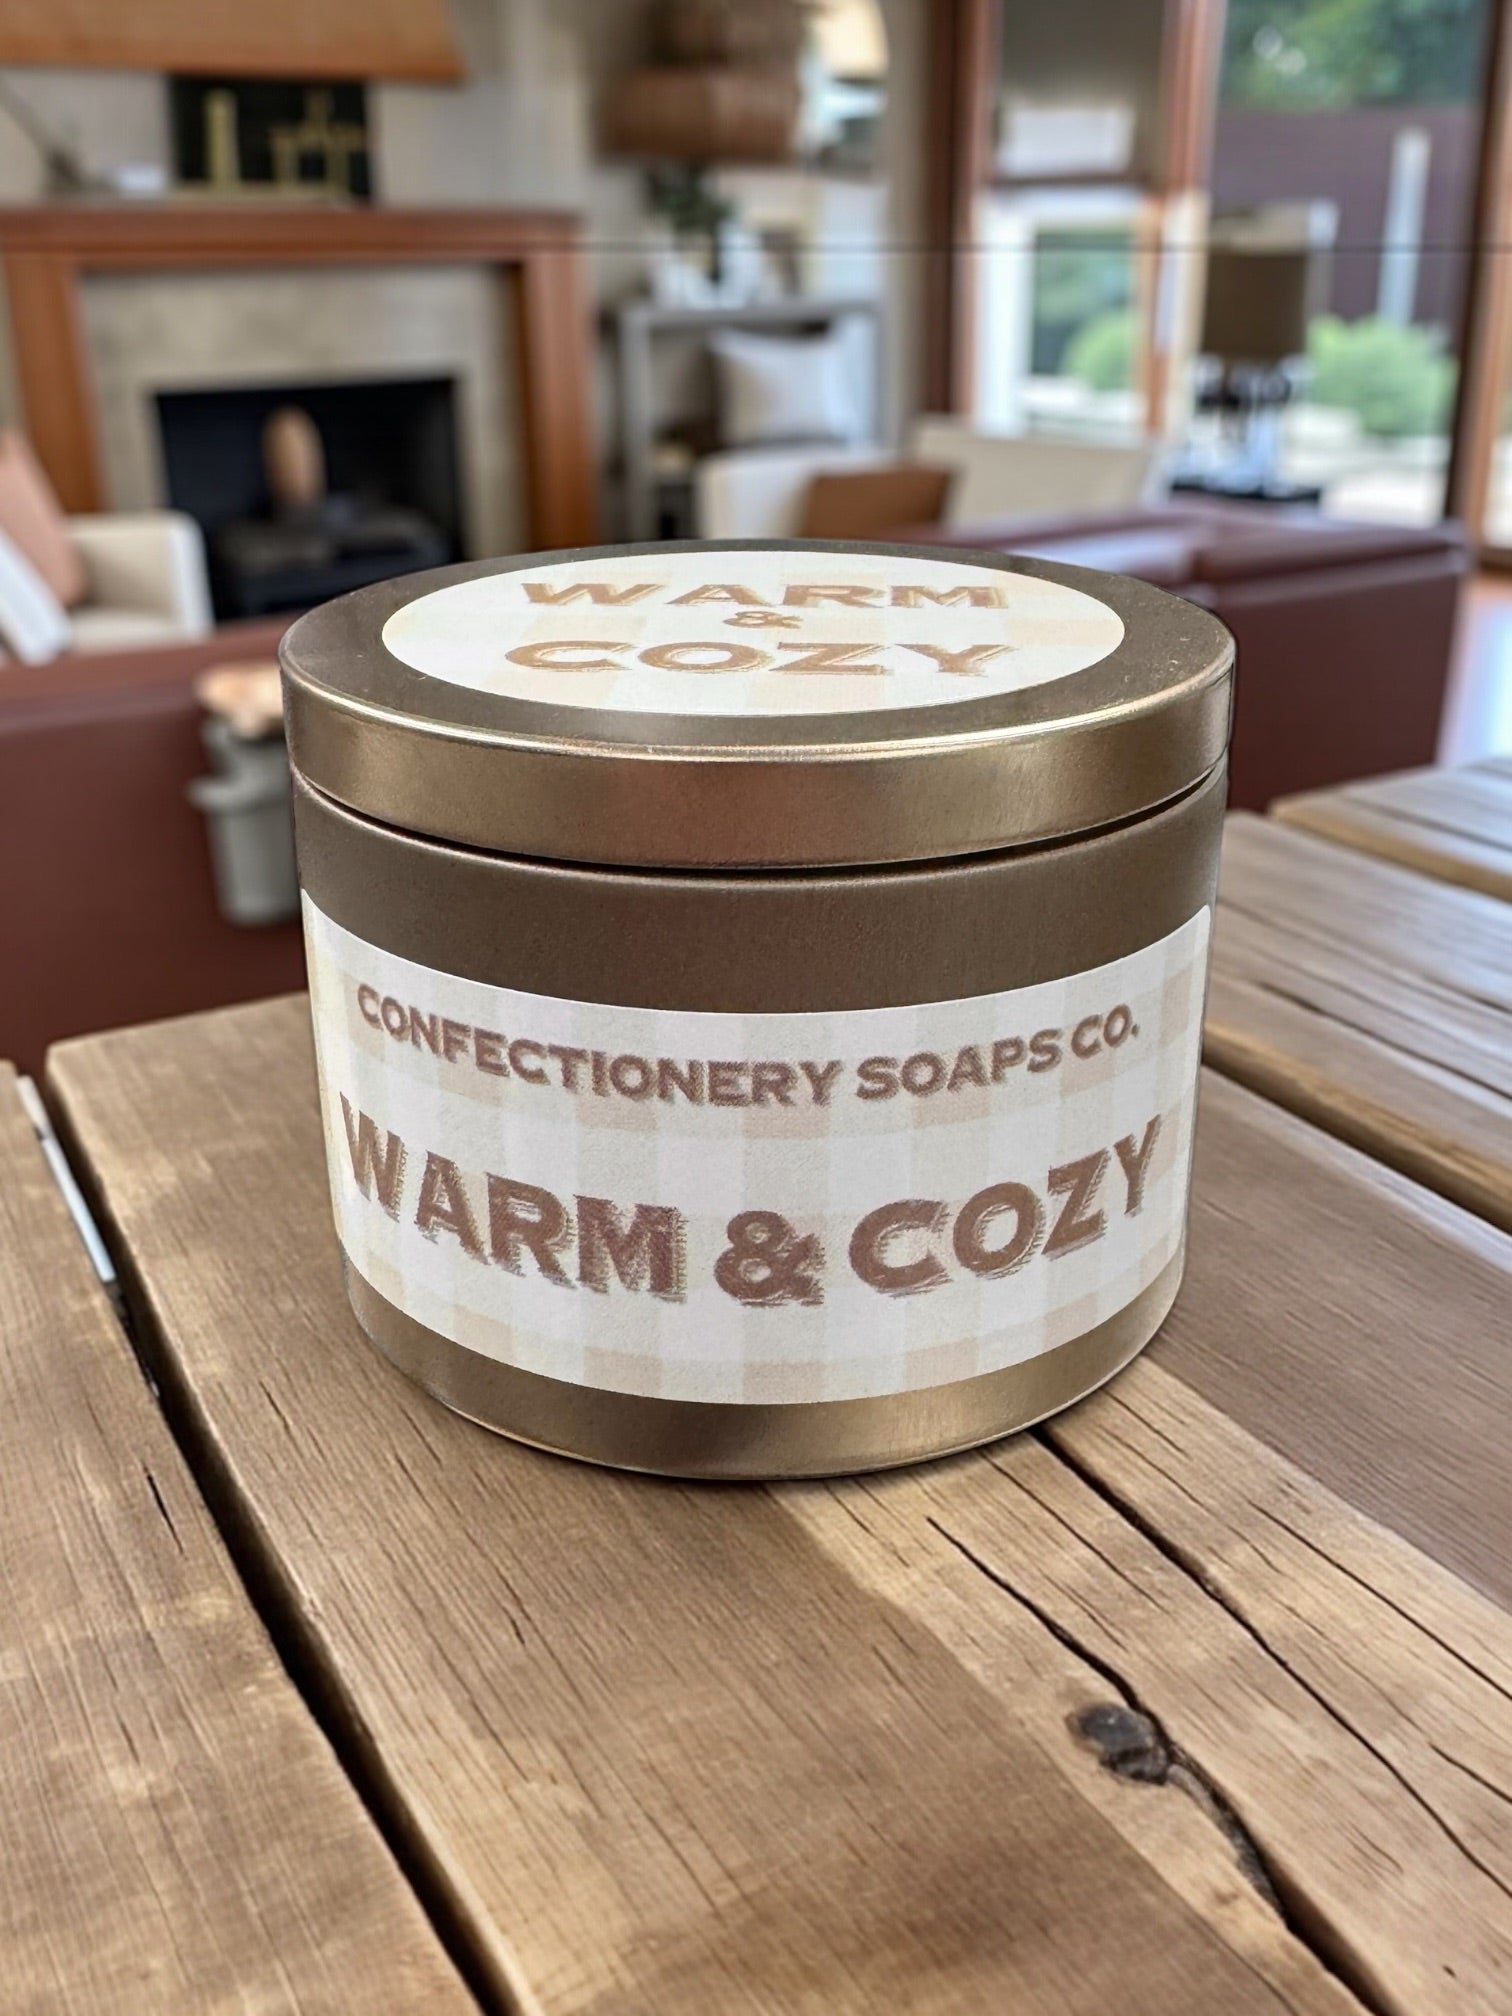 WARM
&
COZY
CONFECTIONERY SOAPS CO.
WARM & COZY